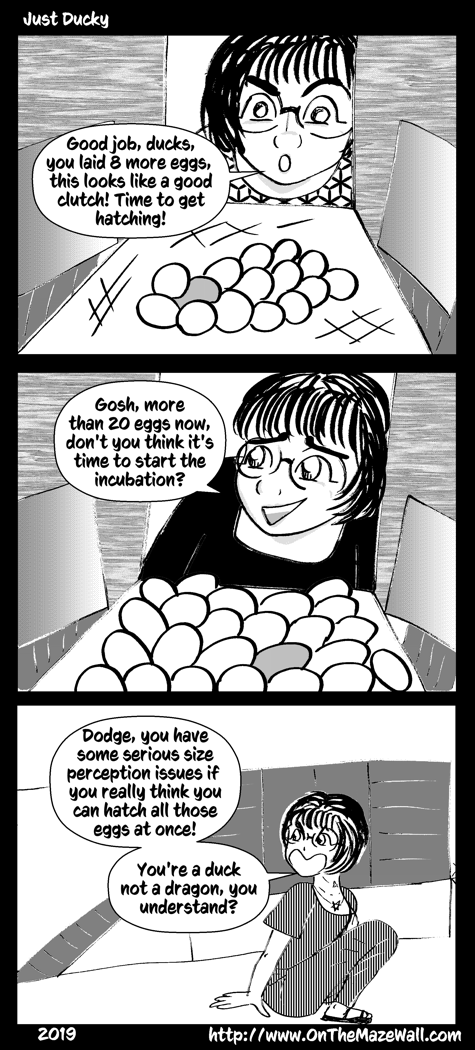 Just Ducky
Good job, ducks,
you laid 8 more eggs,
this looks like a good
clutch! Time to get
hatching!
Gosh, more
than 20 eggs now,
don't you think it's
time to start the
incubation?
Dodge, you have
some serious size
perception issues if
you really think you
can hatch all those
eggs at once!
You're a duck
not a dragon, you
understand?
2019
http://www.OnTheMazeWall.com